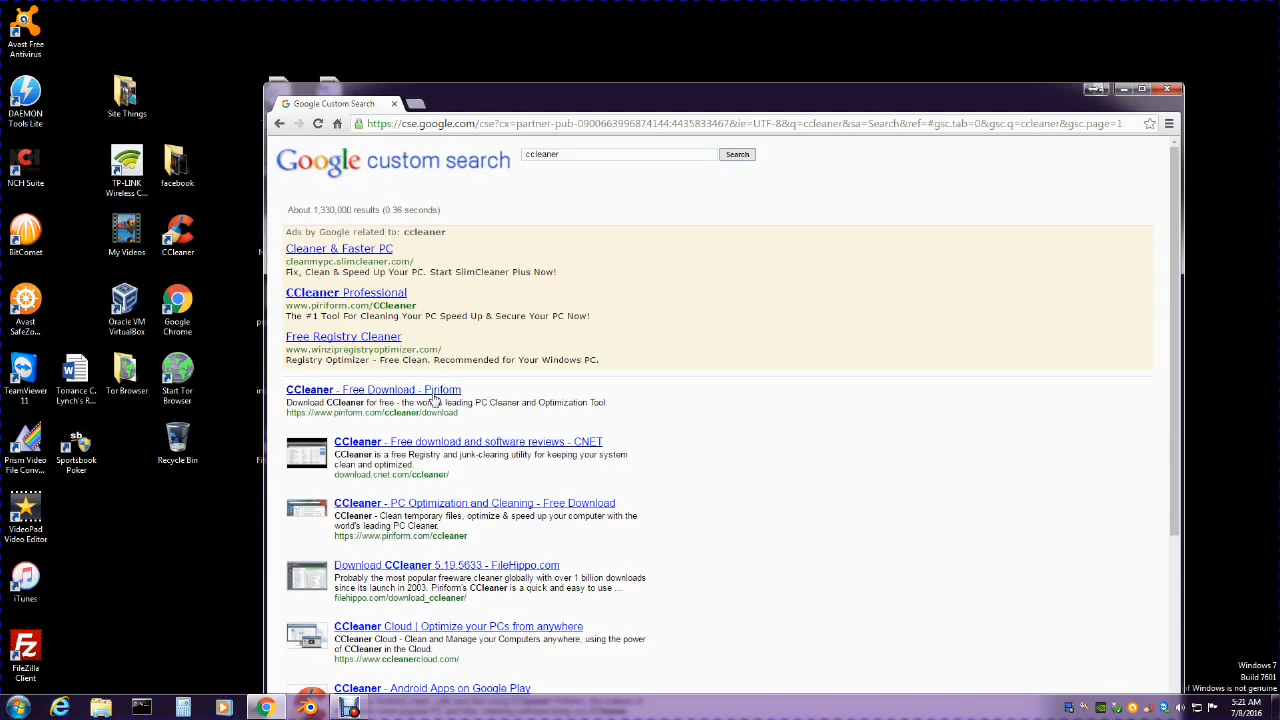 Avast Free
Antivirus
DAEMON
Tools Lite
Site Things
NCH Suite
TP-LINK
Wireless C...
facebook
BitComet
My Videos
CCleaner
Avast
SafeZo...
Oracle VM
VirtualBox
Google
Chrome
TeamViewer
11
Torrance C.
Lynch's R...
Tor Browser
Start Tor
Browser
Prism Video
File Conv...
Sportsbook
Poker
Recycle Bin
VideoPad
Video Editor
iTunes
FileZilla
Client
Google Custom Search
https://cse.google.com/cse?cx=partner-pub-0900663996874144:4435833467&ie=UTF-8&q=ccleaner&sa=Search&ref=#gsc.tab=0&gsc.q=ccleaner&gsc.page=1
Google custom search
ccleaner
Search
About 1,330,000 results (0.36 seconds)
Ads by Google related to: ccleaner
Cleaner & Faster PC
cleanmypc.slimcleaner.com/
Fix, Clean & Speed Up Your PC. Start SlimCleaner Plus Now!
CCleaner Professional
www.piriform.com/CCleaner
The #1 Tool For Cleaning Your PC Speed Up & Secure Your PC Now!
Free Registry Cleaner
www.winzipregistryoptimizer.com/
Registry Optimizer - Free Clean. Recommended for Your Windows PC.
CCleaner - Free Download - Piriform
Download CCleaner for free - the world's leading PC Cleaner and Optimization Tool.
https://www.piriform.com/ccleaner/download
CCleaner - Free download and software reviews - CNET
CCleaner is a free Registry and junk-clearing utility for keeping your system
clean and optimized.
download.cnet.com/ccleaner/
CCleaner - PC Optimization and Cleaning - Free Download
CCleaner - Clean temporary files, optimize & speed up your computer with the
world's leading PC Cleaner.
https://www.piriform.com/ccleaner
Download CCleaner 5.19.5633 - FileHippo.com
Probably the most popular freeware cleaner globally with over 1 billion downloads
since its launch in 2003. Piriform's CCleaner is a quick and easy to use ...
filehippo.com/download_ccleaner/
CCleaner Cloud | Optimize your PCs from anywhere
CCleaner Cloud - Clean and Manage your Computers anywhere, using the power
of CCleaner in the Cloud.
https://www.ccleanercloud.com/
CCleaner - Android Apps on Google Play
Windows 7
Build 7601
of Windows is not genuine
5:21 AM
7/8/2016